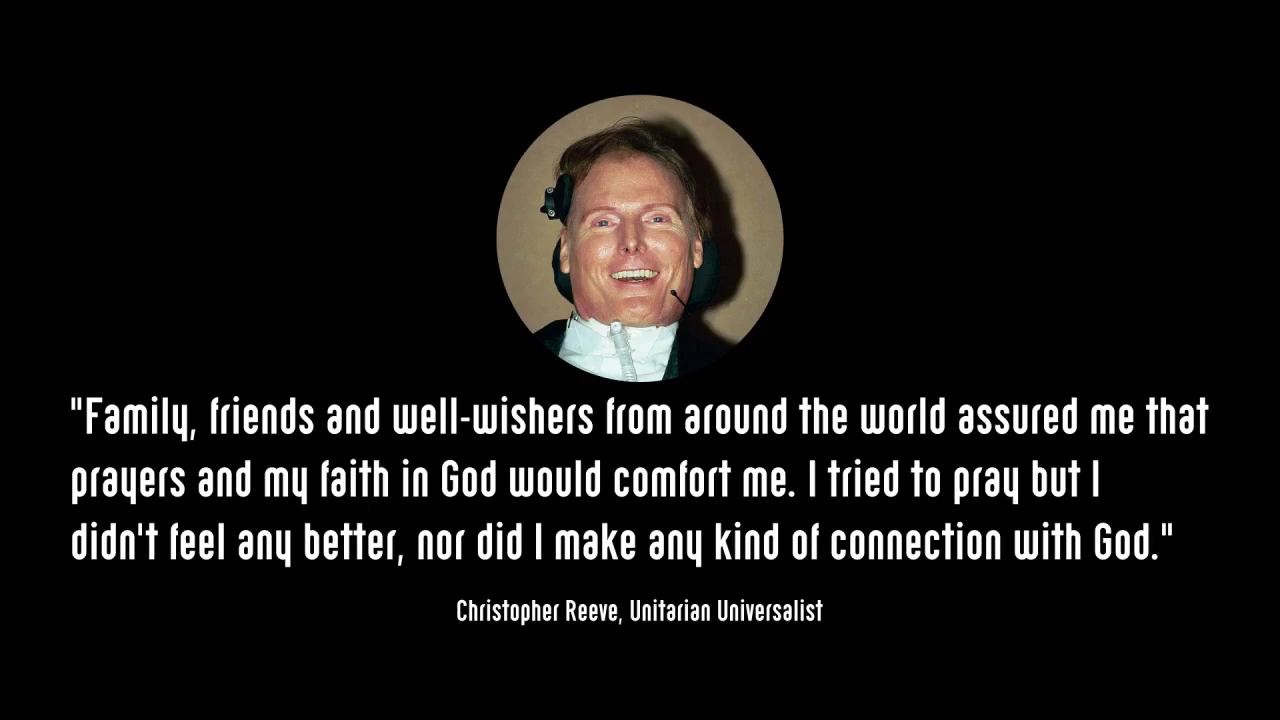 "Family, friends and well-wishers from around the world assured me that
prayers and my faith in God would comfort me. I tried to pray but I
didn't feel any better, nor did I make any kind of connection with God."
Christopher Reeve, Unitarian Universalist